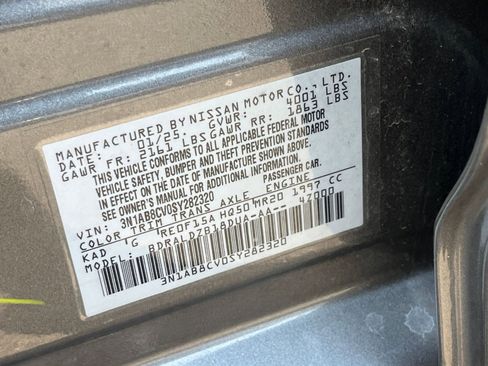 MANUFACTURED BY NISSAN MOTOR CO., LTD.
DATE: 01/25 GVWR: 4001 LBS
GAWR FR: 2161 LBS GAWR RR: 1863 LBS
THIS VEHICLE CONFORMS TO ALL APPLICABLE FEDERAL MOTOR
VEHICLE SAFETY, BUMPER AND THEFT PREVENTION STANDARDS
IN EFFECT ON THE DATE OF MANUFACTURE SHOWN ABOVE.
SEE OWNER'S MANUAL FOR ADDITIONAL INFORMATION.
VIN: 3N1AB8CV0SY282320 PASSENGER CAR
COLOR TRIM TRANS AXLE ENGINE
KAD G RE0F15A HQ50 MR20 1997 CC
MODEL: BDRALDZB18DUA-AA-- 47000
3N1AB8CV0SY282320